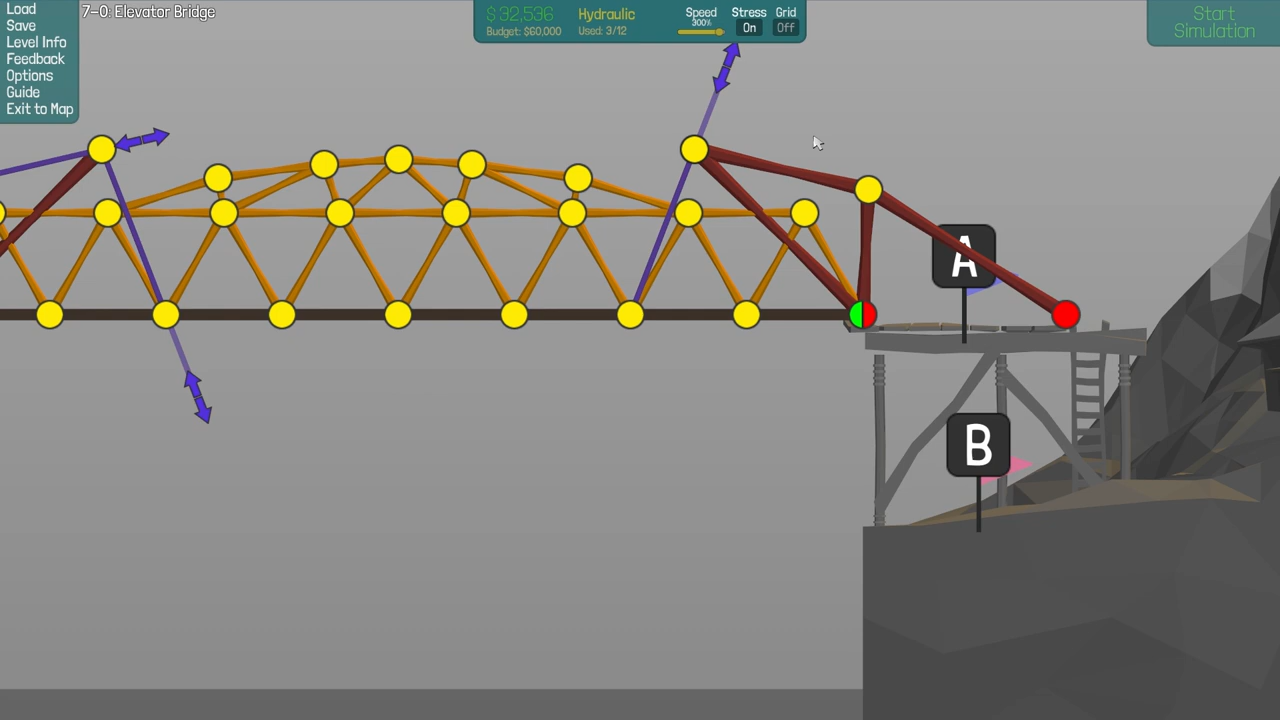 Load
Save
Level Info
Feedback
Options
Guide
Exit to Map
7-0: Elevator Bridge
$ 32,536
Budget: $60,000
Hydraulic
Used: 3/12
Speed
300%
Stress
On
Grid
Off
Start
Simulation
A
B